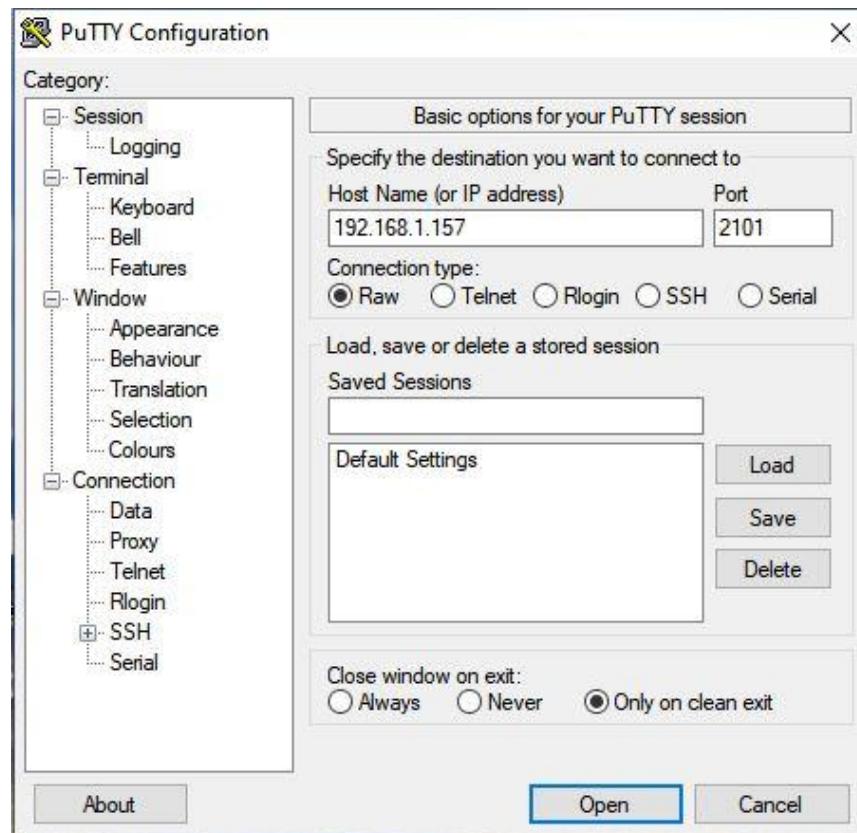 PuTTY Configuration
Category:
Session
Logging
Terminal
Keyboard
Bell
Features
Window
Appearance
Behaviour
Translation
Selection
Colours
Connection
Data
Proxy
Telnet
Rlogin
SSH
Serial
Basic options for your PuTTY session
Specify the destination you want to connect to
Host Name (or IP address) Port
192.168.1.157 2101
Connection type:
Raw Telnet Rlogin SSH Serial
Load, save or delete a stored session
Saved Sessions
Default Settings
Load
Save
Delete
Close window on exit:
Always Never Only on clean exit
About Open Cancel